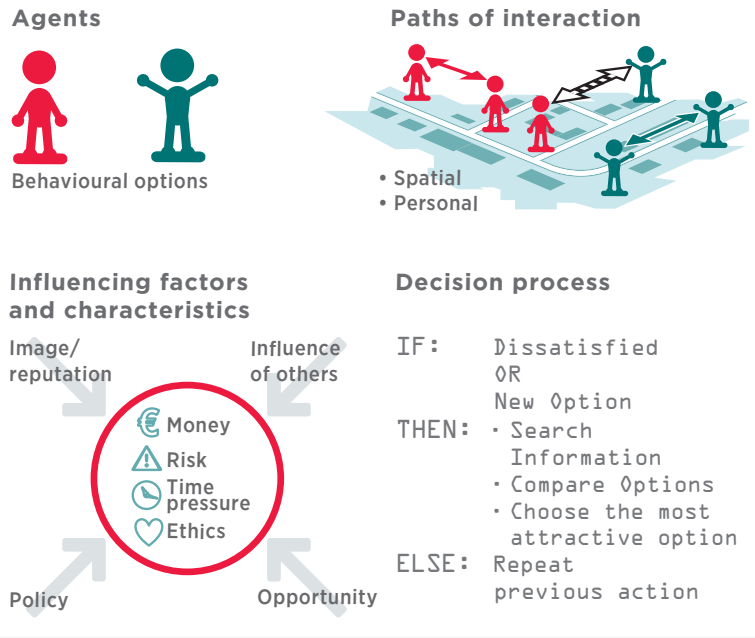 Agents
Behavioural options
Paths of interaction
• Spatial
• Personal
Influencing factors
and characteristics
Image/
reputation
Influence
of others
€ Money
Risk
Time
pressure
Ethics
Policy
Opportunity
Decision process
IF: Dissatisfied
OR
New Option
THEN: · Search
Information
· Compare Options
· Choose the most
attractive option
ELSE: Repeat
previous action